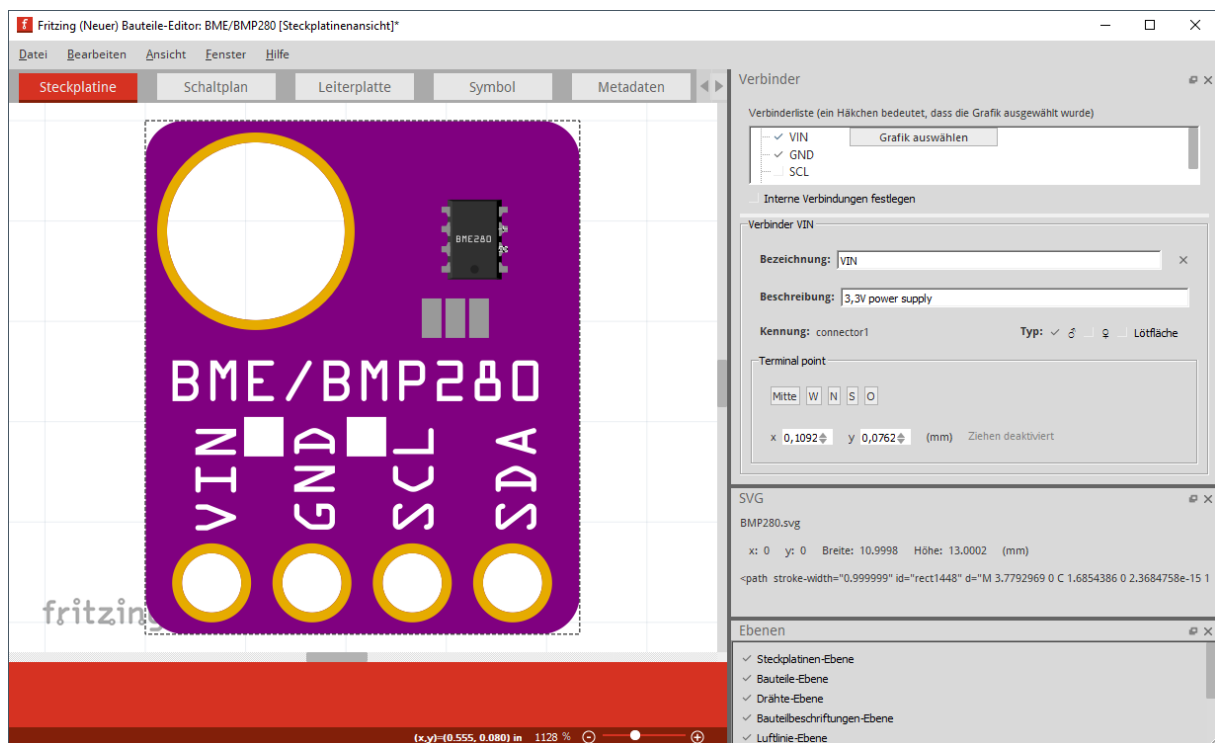 Fritzing (Neuer) Bauteile-Editor: BME/BMP280 [Steckplatinenansicht]*
Datei Bearbeiten Ansicht Fenster Hilfe
Steckplatine Schaltplan Leiterplatte Symbol Metadaten
BME280
BME/BMP280
VIN GND SCL SDA
fritzing
(x,y)=(0.555, 0.080) in 1128 %
Verbinder
Verbinderliste (ein Häkchen bedeutet, dass die Grafik ausgewählt wurde)
VIN Grafik auswählen
GND
SCL
Interne Verbindungen festlegen
Verbinder VIN
Bezeichnung: VIN
Beschreibung: 3,3V power supply
Kennung: connector1 Typ: ♂ ♀ Lötfläche
Terminal point
Mitte W N S O
x 0,1092 y 0,0762 (mm) Ziehen deaktiviert
SVG
BMP280.svg
x: 0 y: 0 Breite: 10.9998 Höhe: 13.0002 (mm)
<path stroke-width="0.999999" id="rect1448" d="M 3.7792969 0 C 1.6854386 0 2.3684758e-15 1
Ebenen
Steckplatinen-Ebene
Bauteile-Ebene
Drähte-Ebene
Bauteilbeschriftungen-Ebene
Luftlinie-Ebene